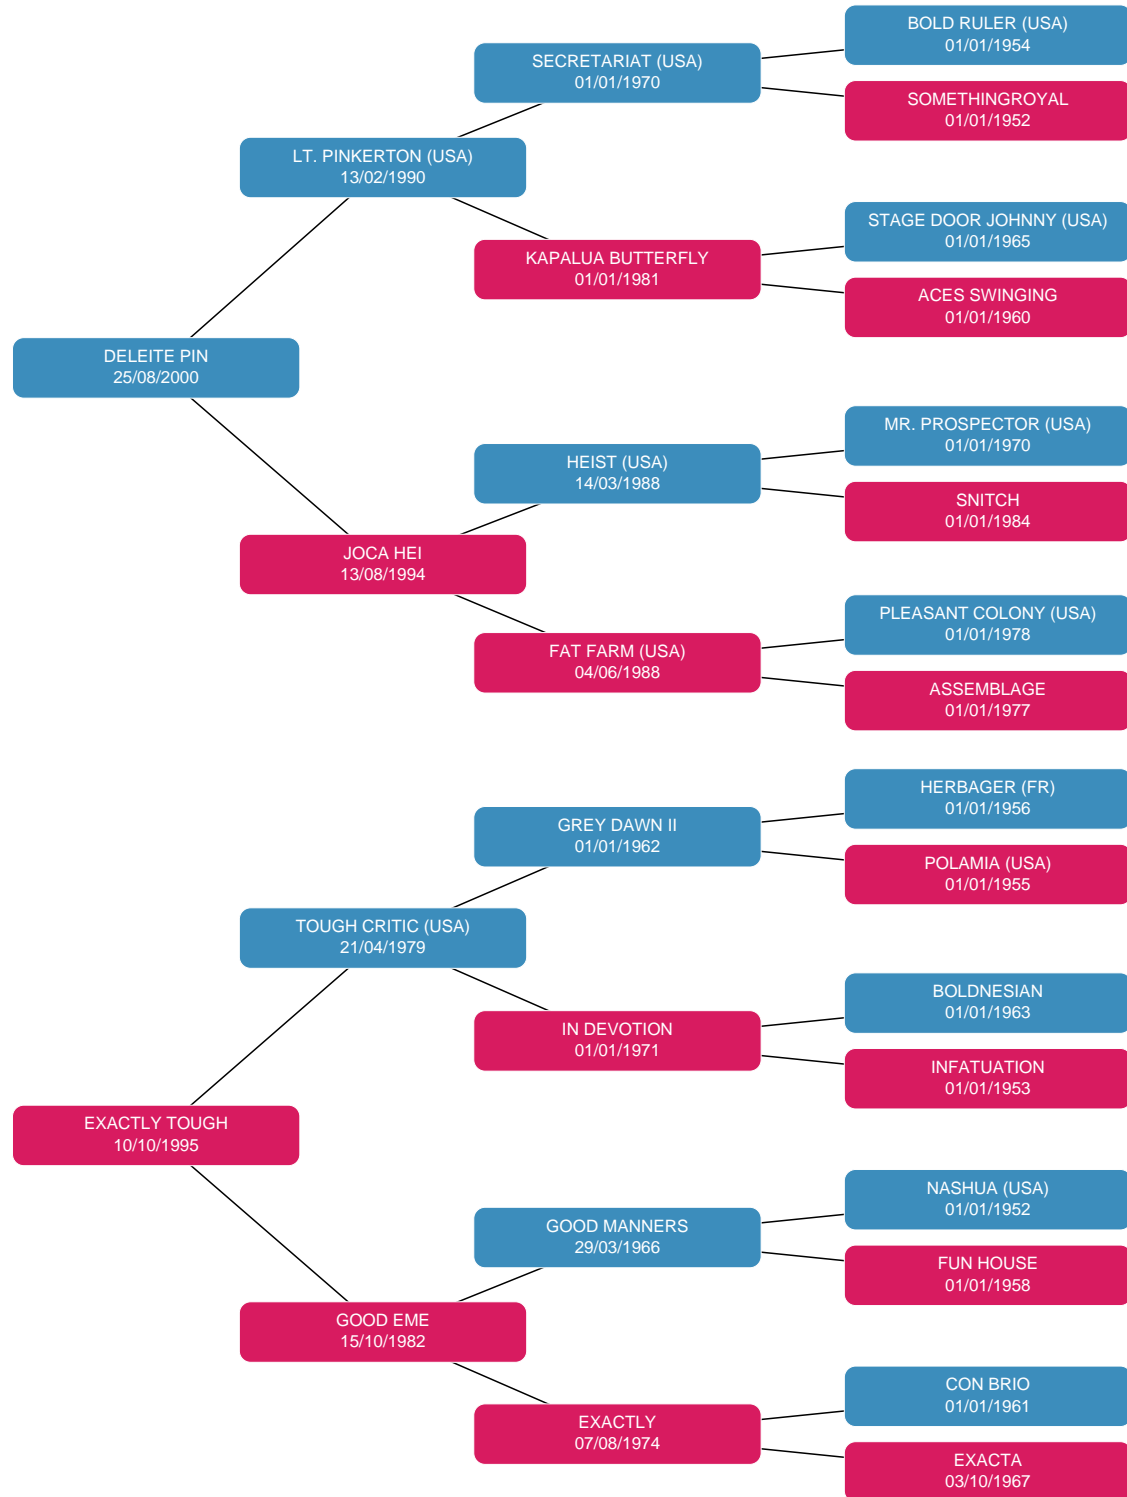 BOLD RULER (USA)
01/01/1954
SECRETARIAT (USA)
01/01/1970
SOMETHINGROYAL
01/01/1952
LT. PINKERTON (USA)
13/02/1990
STAGE DOOR JOHNNY (USA)
01/01/1965
KAPALUA BUTTERFLY
01/01/1981
ACES SWINGING
01/01/1960
DELEITE PIN
25/08/2000
MR. PROSPECTOR (USA)
01/01/1970
HEIST (USA)
14/03/1988
SNITCH
01/01/1984
JOCA HEI
13/08/1994
PLEASANT COLONY (USA)
01/01/1978
FAT FARM (USA)
04/06/1988
ASSEMBLAGE
01/01/1977
HERBAGER (FR)
01/01/1956
GREY DAWN II
01/01/1962
POLAMIA (USA)
01/01/1955
TOUGH CRITIC (USA)
21/04/1979
BOLDNESIAN
01/01/1963
IN DEVOTION
01/01/1971
INFATUATION
01/01/1953
EXACTLY TOUGH
10/10/1995
NASHUA (USA)
01/01/1952
GOOD MANNERS
29/03/1966
FUN HOUSE
01/01/1958
GOOD EME
15/10/1982
CON BRIO
01/01/1961
EXACTLY
07/08/1974
EXACTA
03/10/1967